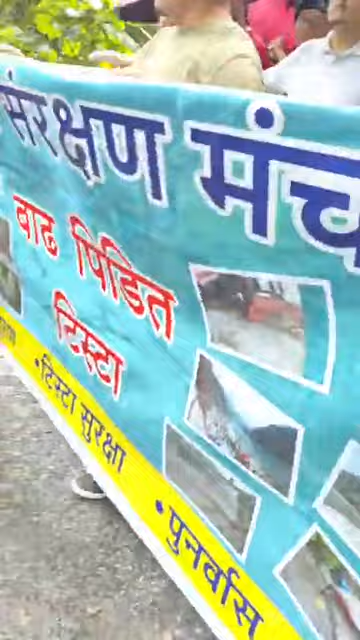 संरक्षण मंच
बाढ पिडित
टिस्टा
•टिस्टा सुरक्षा
•पुनर्वास